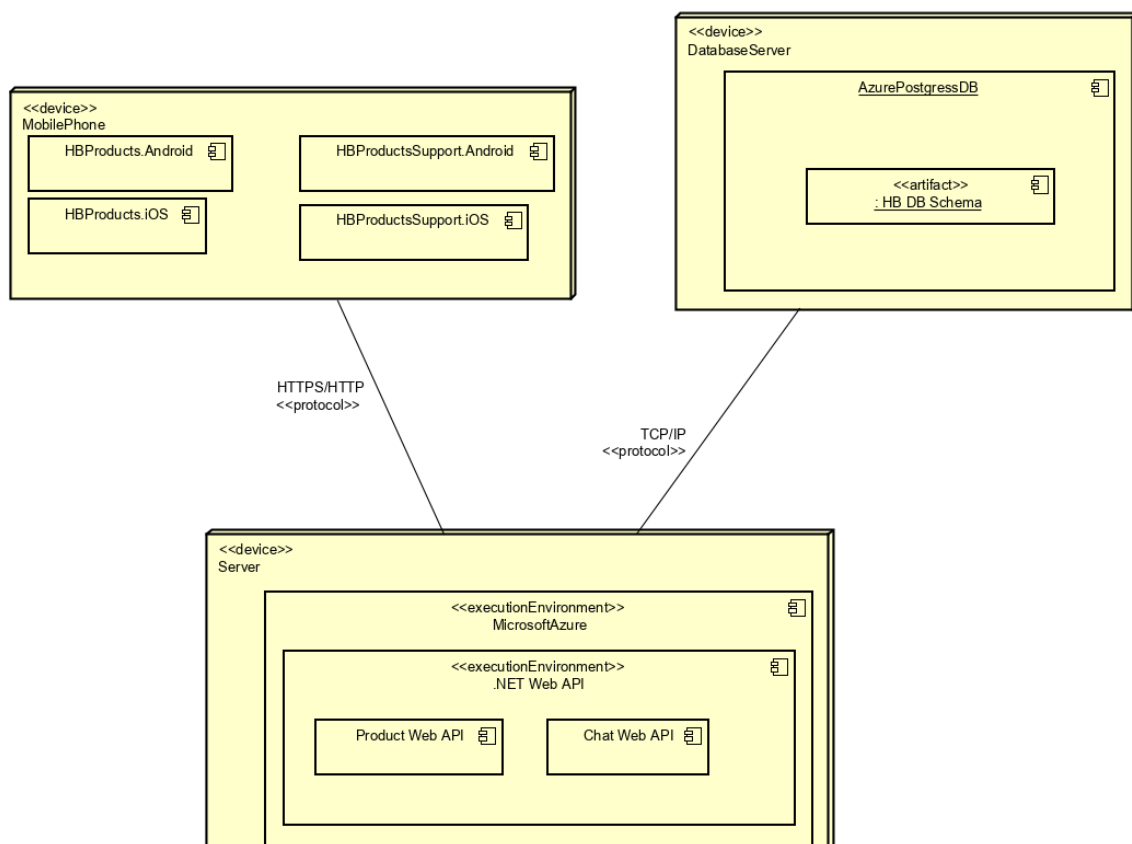 <<device>>
DatabaseServer
AzurePostgressDB
<<artifact>>
: HB DB Schema
<<device>>
MobilePhone
HBProducts.Android
HBProductsSupport.Android
HBProducts.iOS
HBProductsSupport.iOS
HTTPS/HTTP
<<protocol>>
TCP/IP
<<protocol>>
<<device>>
Server
<<executionEnvironment>>
MicrosoftAzure
<<executionEnvironment>>
.NET Web API
Product Web API
Chat Web API